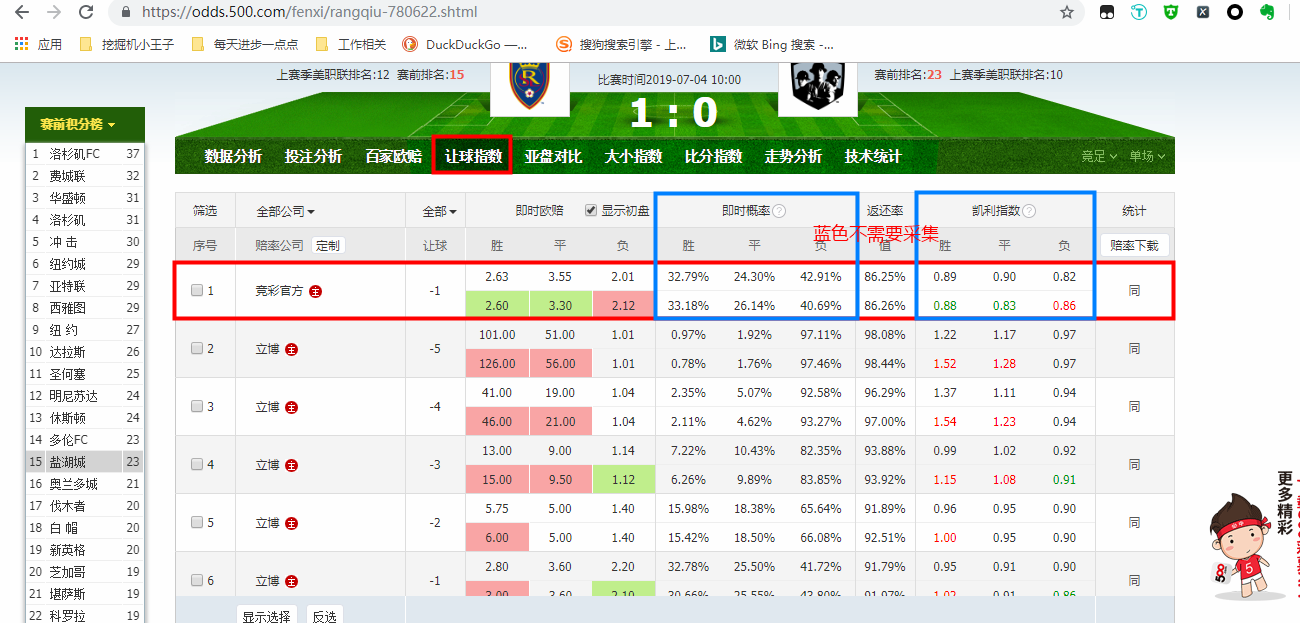 https://odds.500.com/fenxi/rangqiu-780622.shtml
应用 挖掘机小王子 每天进步一点点 工作相关 DuckDuckGo —... 搜狗搜索引擎 - 上... 微软 Bing 搜索 -...
上赛季美职联排名:12 赛前排名:15 比赛时间2019-07-04 10:00 赛前排名:23 上赛季美职联排名:10
1 : 0
赛前积分榜
数据分析 投注分析 百家欧赔 让球指数 亚盘对比 大小指数 比分指数 走势分析 技术统计 竞足 单场
1 洛杉矶FC 37
2 费城联 32
3 华盛顿 31
4 洛杉矶 31
5 冲 击 30
6 纽约城 29
7 亚特联 29
8 西雅图 29
9 纽 约 27
10 达拉斯 26
11 圣何塞 25
12 明尼苏达 24
13 休斯顿 24
14 多伦FC 23
15 盐湖城 23
16 奥兰多城 21
17 伐木者 20
18 白 帽 20
19 新英格 20
20 芝加哥 19
21 堪萨斯 19
22 科罗拉 19
筛选 全部公司 全部 即时欧赔 显示初盘 即时概率 返还率 凯利指数 统计
蓝色不需要采集
序号 赔率公司 定制 让球 胜 平 负 胜 平 负 值 胜 平 负 赔率下载
2.63 3.55 2.01 32.79% 24.30% 42.91% 86.25% 0.89 0.90 0.82
1 竞彩官方 主 -1 同
2.60 3.30 2.12 33.18% 26.14% 40.69% 86.26% 0.88 0.83 0.86
101.00 51.00 1.01 0.97% 1.92% 97.11% 98.08% 1.22 1.17 0.97
2 立博 主 -5 同
126.00 56.00 1.01 0.78% 1.76% 97.46% 98.44% 1.52 1.28 0.97
41.00 19.00 1.04 2.35% 5.07% 92.58% 96.29% 1.37 1.11 0.94
3 立博 主 -4 同
46.00 21.00 1.04 2.11% 4.62% 93.27% 97.00% 1.54 1.23 0.94
13.00 9.00 1.14 7.22% 10.43% 82.35% 93.88% 0.99 1.02 0.92
4 立博 主 -3 同
15.00 9.50 1.12 6.26% 9.89% 83.85% 93.92% 1.15 1.08 0.91
5.75 5.00 1.40 15.98% 18.38% 65.64% 91.89% 0.96 0.95 0.90
5 立博 主 -2 同
6.00 5.00 1.40 15.42% 18.50% 66.08% 92.51% 1.00 0.95 0.90
2.80 3.60 2.20 32.78% 25.50% 41.72% 91.79% 0.95 0.91 0.90
6 立博 主 -1 同
3.00 3.60 2.10 30.66% 25.55% 43.80% 91.97% 1.02 0.91 0.86
显示选择 反选
更多精彩